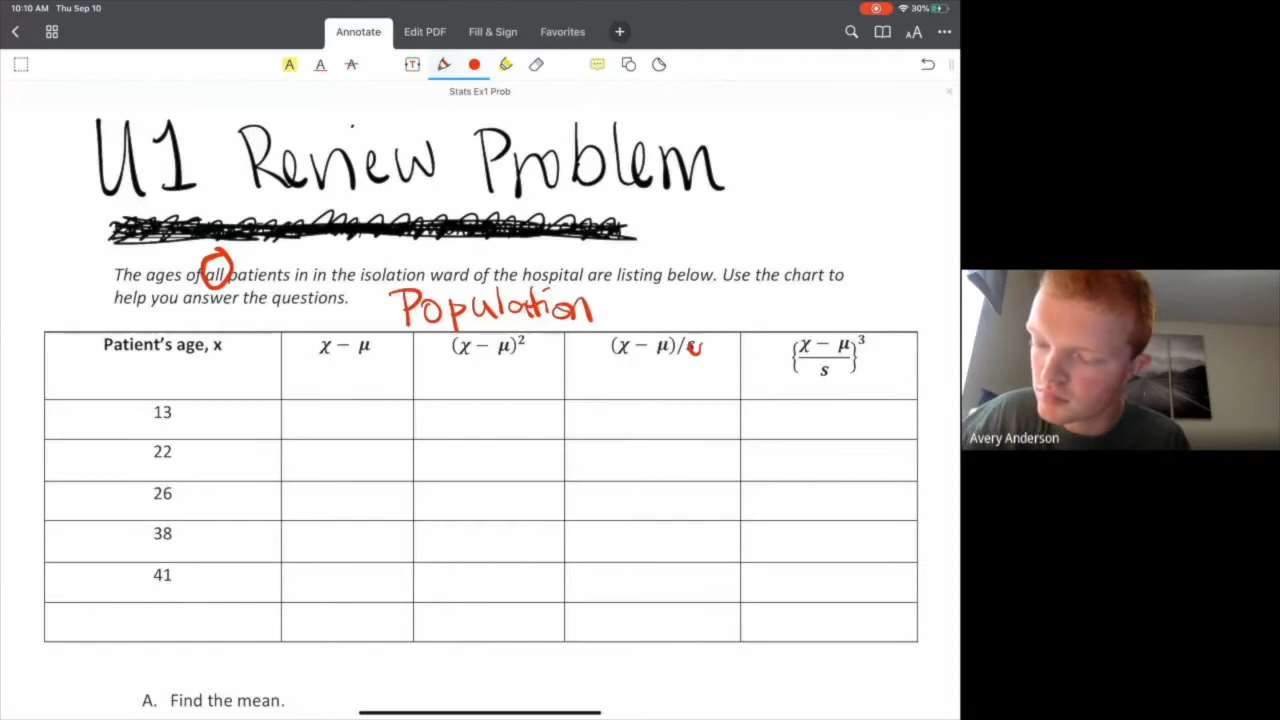 10:10 AM Thu Sep 10
30%
Annotate Edit PDF Fill & Sign Favorites
Stats Ex1 Prob
U1 Review Problem
The ages of all patients in in the isolation ward of the hospital are listing below. Use the chart to
help you answer the questions.
Population
Patient's age, x χ − μ (χ − μ)² (χ − μ)/ {(χ − μ)/s}³
13
22
26
38
41
A. Find the mean.
Avery Anderson